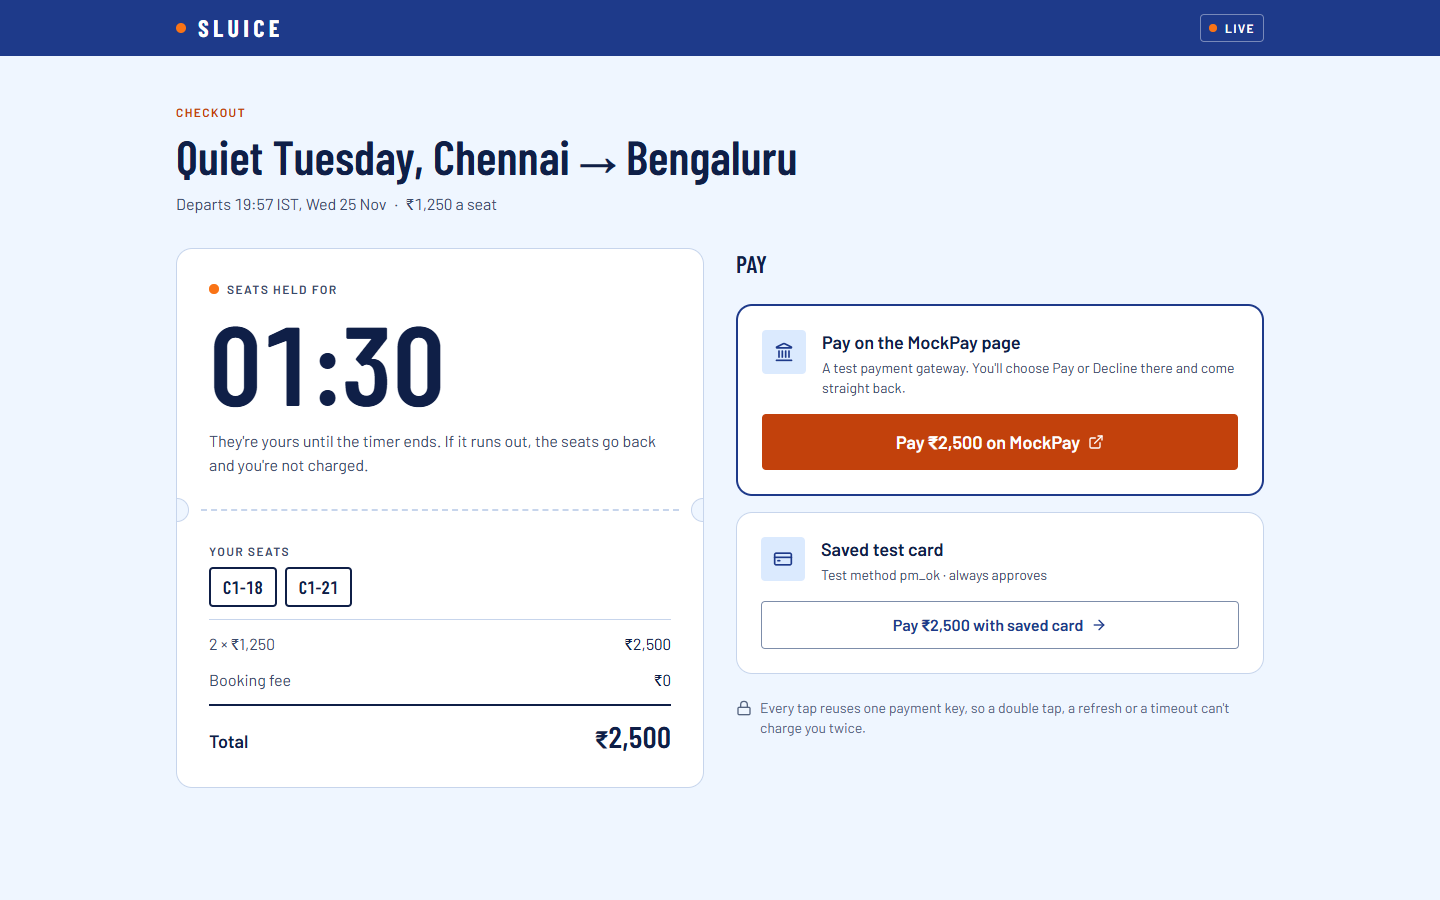 SLUICE
LIVE
CHECKOUT
Quiet Tuesday, Chennai → Bengaluru
Departs 19:57 IST, Wed 25 Nov · ₹1,250 a seat
SEATS HELD FOR
01:30
They're yours until the timer ends. If it runs out, the seats go back
and you're not charged.
YOUR SEATS
C1-18
C1-21
2 × ₹1,250
₹2,500
Booking fee
₹0
Total
₹2,500
PAY
Pay on the MockPay page
A test payment gateway. You'll choose Pay or Decline there and come
straight back.
Pay ₹2,500 on MockPay
Saved test card
Test method pm_ok · always approves
Pay ₹2,500 with saved card →
Every tap reuses one payment key, so a double tap, a refresh or a timeout can't
charge you twice.